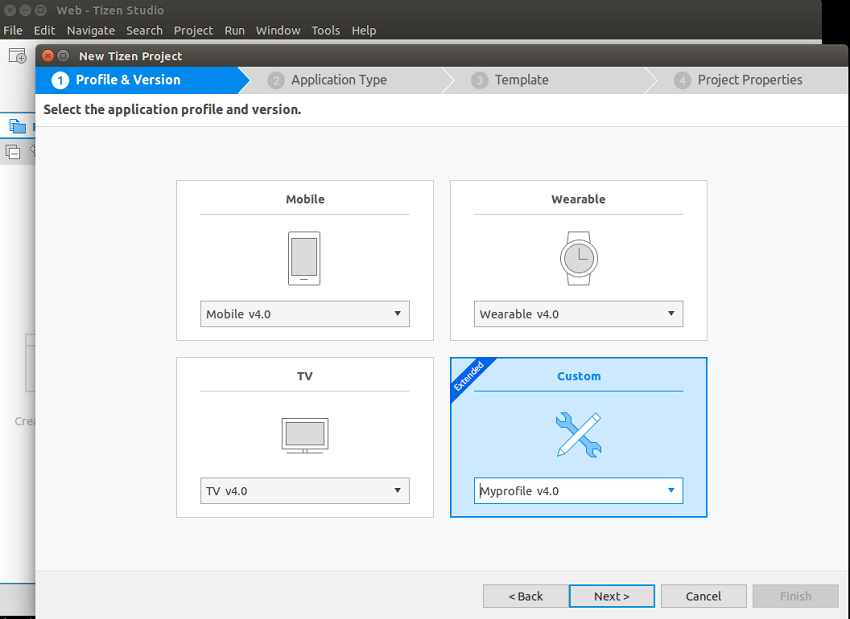 Web - Tizen Studio
File Edit Navigate Search Project Run Window Tools Help
New Tizen Project
1 Profile & Version 2 Application Type 3 Template 4 Project Properties
Select the application profile and version.
Mobile
Mobile v4.0
Wearable
Wearable v4.0
TV
TV v4.0
Extended
Custom
Myprofile v4.0
Crea
< Back Next > Cancel Finish